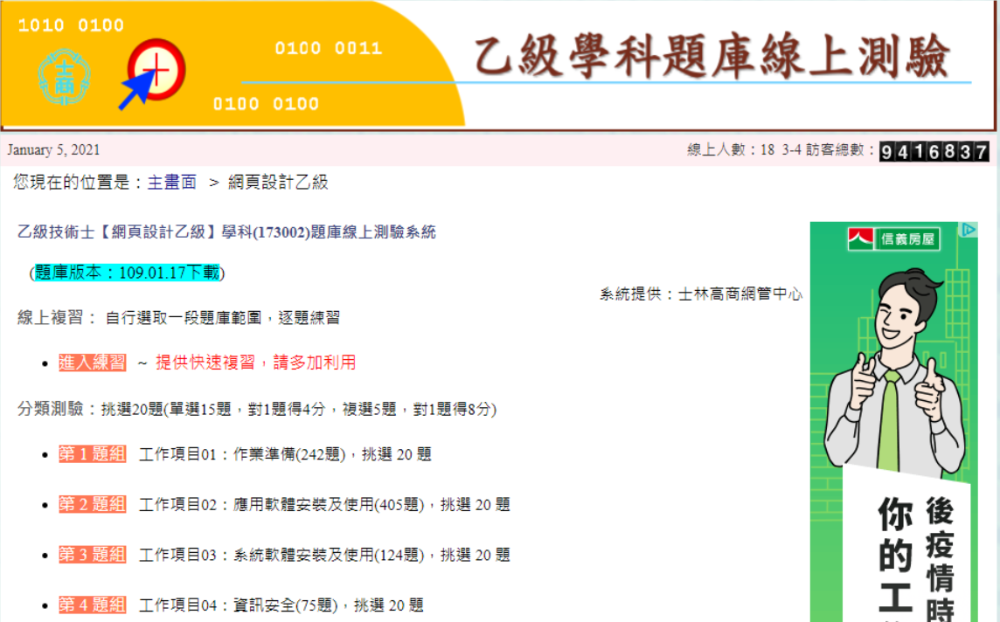 1010 0100
0100 0011
0100 0100
士商
乙級學科題庫線上測驗
January 5, 2021
線上人數：18 3-4 訪客總數：9416837
您現在的位置是：主畫面 > 網頁設計乙級
乙級技術士【網頁設計乙級】學科(173002)題庫線上測驗系統
(題庫版本：109.01.17下載)
系統提供：士林高商網管中心
線上複習： 自行選取一段題庫範圍，逐題練習
• 進入練習 ~ 提供快速複習，請多加利用
分類測驗：挑選20題(單選15題，對1題得4分，複選5題，對1題得8分)
• 第 1 題組 工作項目01：作業準備(242題)，挑選 20 題
• 第 2 題組 工作項目02：應用軟體安裝及使用(405題)，挑選 20 題
• 第 3 題組 工作項目03：系統軟體安裝及使用(124題)，挑選 20 題
• 第 4 題組 工作項目04：資訊安全(75題)，挑選 20 題
信義房屋
後疫情時
你的工